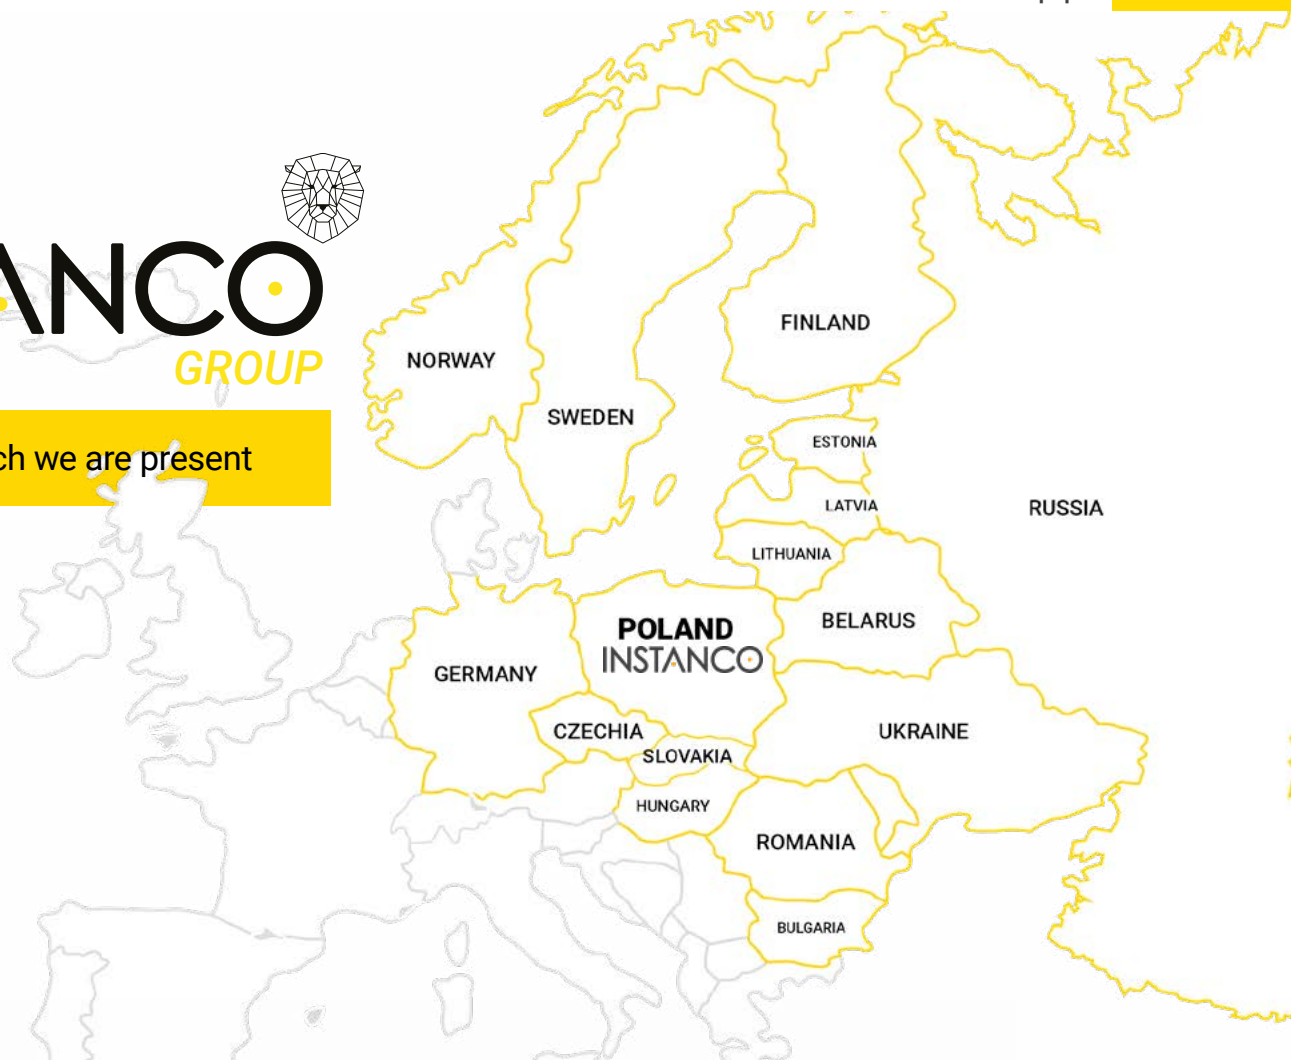 ANCO
GROUP
ch we are present
NORWAY
SWEDEN
FINLAND
ESTONIA
LATVIA
LITHUANIA
RUSSIA
BELARUS
POLAND
INSTANCO
GERMANY
CZECHIA
SLOVAKIA
UKRAINE
HUNGARY
ROMANIA
BULGARIA